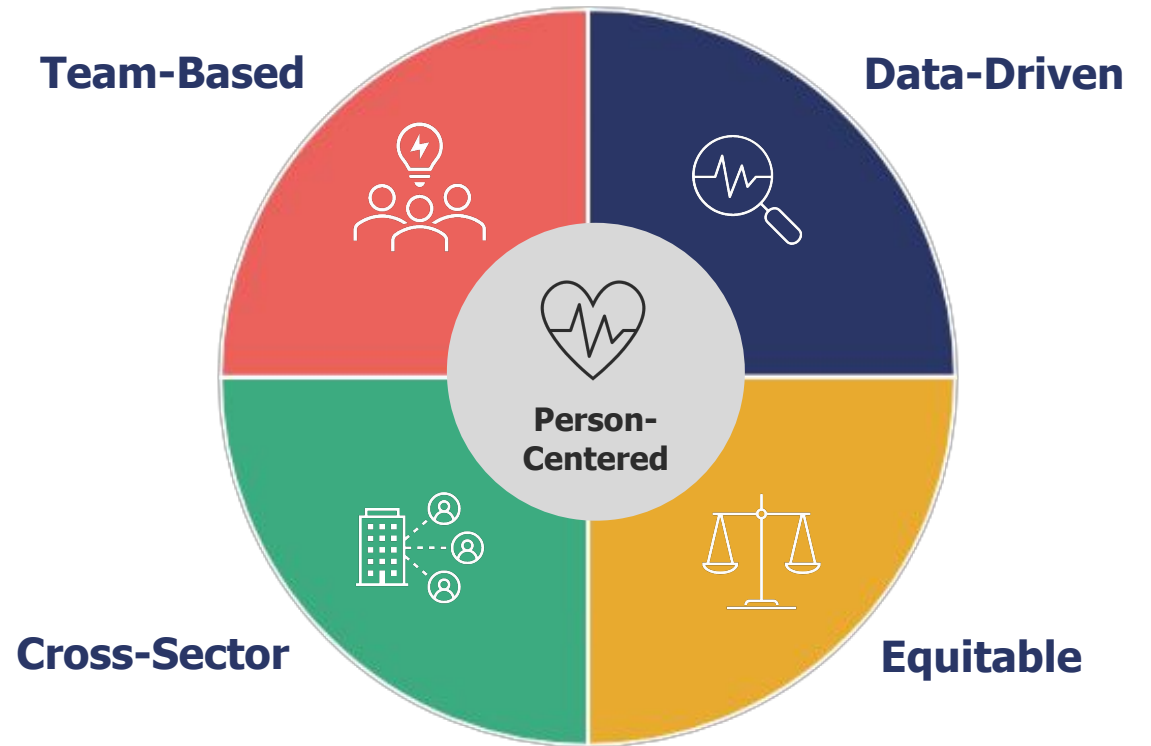 Team-Based
Data-Driven
Person-
Centered
Cross-Sector
Equitable